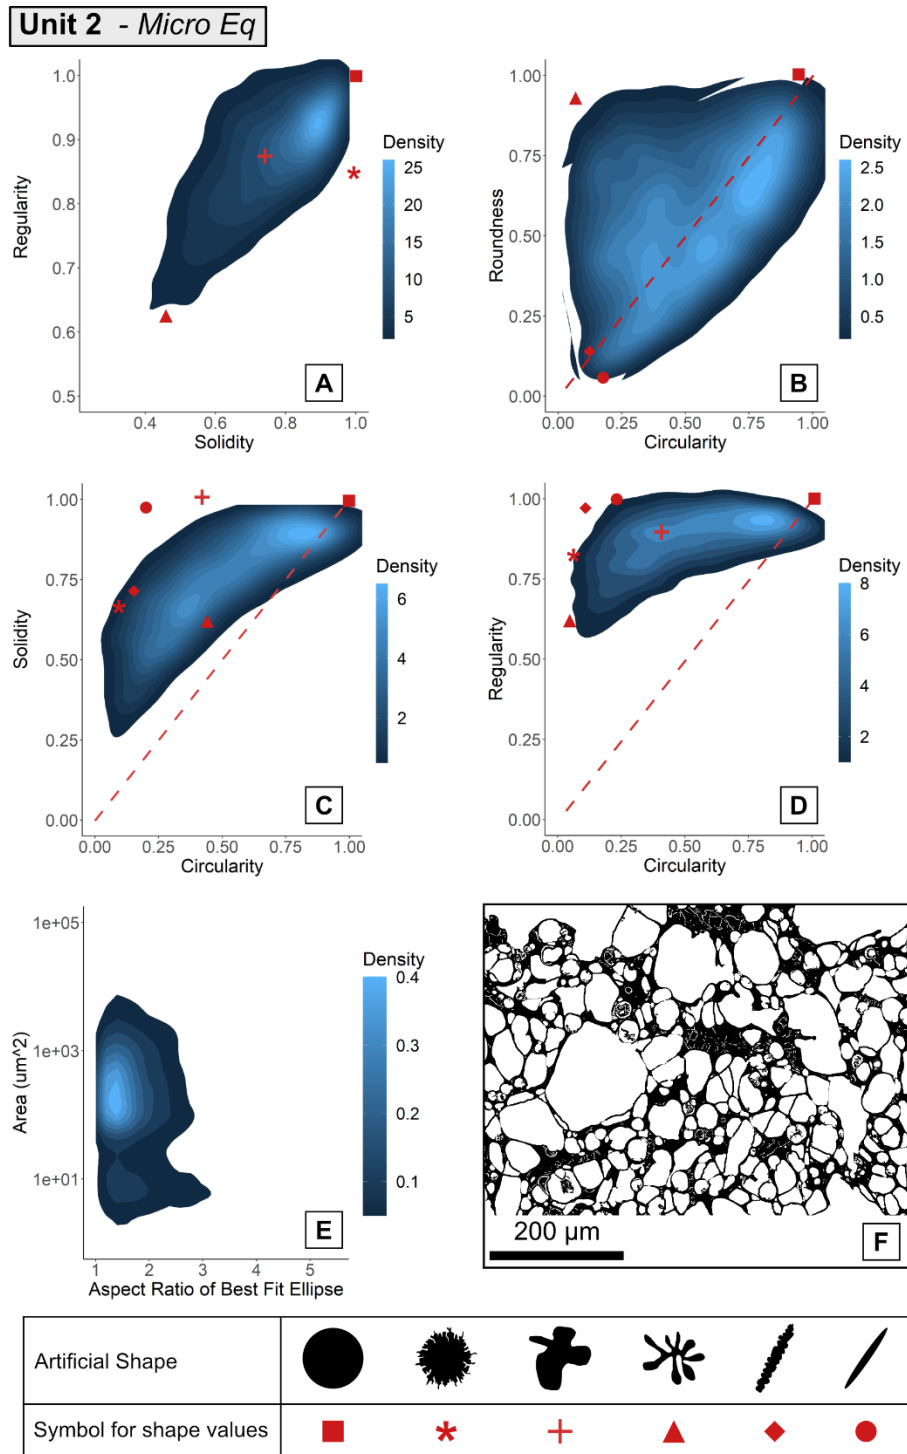 Unit 2 - Micro Eq
Regularity
1.0
0.9
0.8
0.7
0.6
0.5
0.4 0.6 0.8 1.0
Solidity
Density
25
20
15
10
5
A
Roundness
1.00
0.75
0.50
0.25
0.00
0.00 0.25 0.50 0.75 1.00
Circularity
Density
2.5
2.0
1.5
1.0
0.5
B
Solidity
1.00
0.75
0.50
0.25
0.00
0.00 0.25 0.50 0.75 1.00
Circularity
Density
6
4
2
C
Regularity
1.00
0.75
0.50
0.25
0.00
0.00 0.25 0.50 0.75 1.00
Circularity
Density
8
6
4
2
D
Area (um^2)
1e+05
1e+03
1e+01
1 2 3 4 5
Aspect Ratio of Best Fit Ellipse
Density
0.4
0.3
0.2
0.1
E
200 µm
F
Artificial Shape
Symbol for shape values